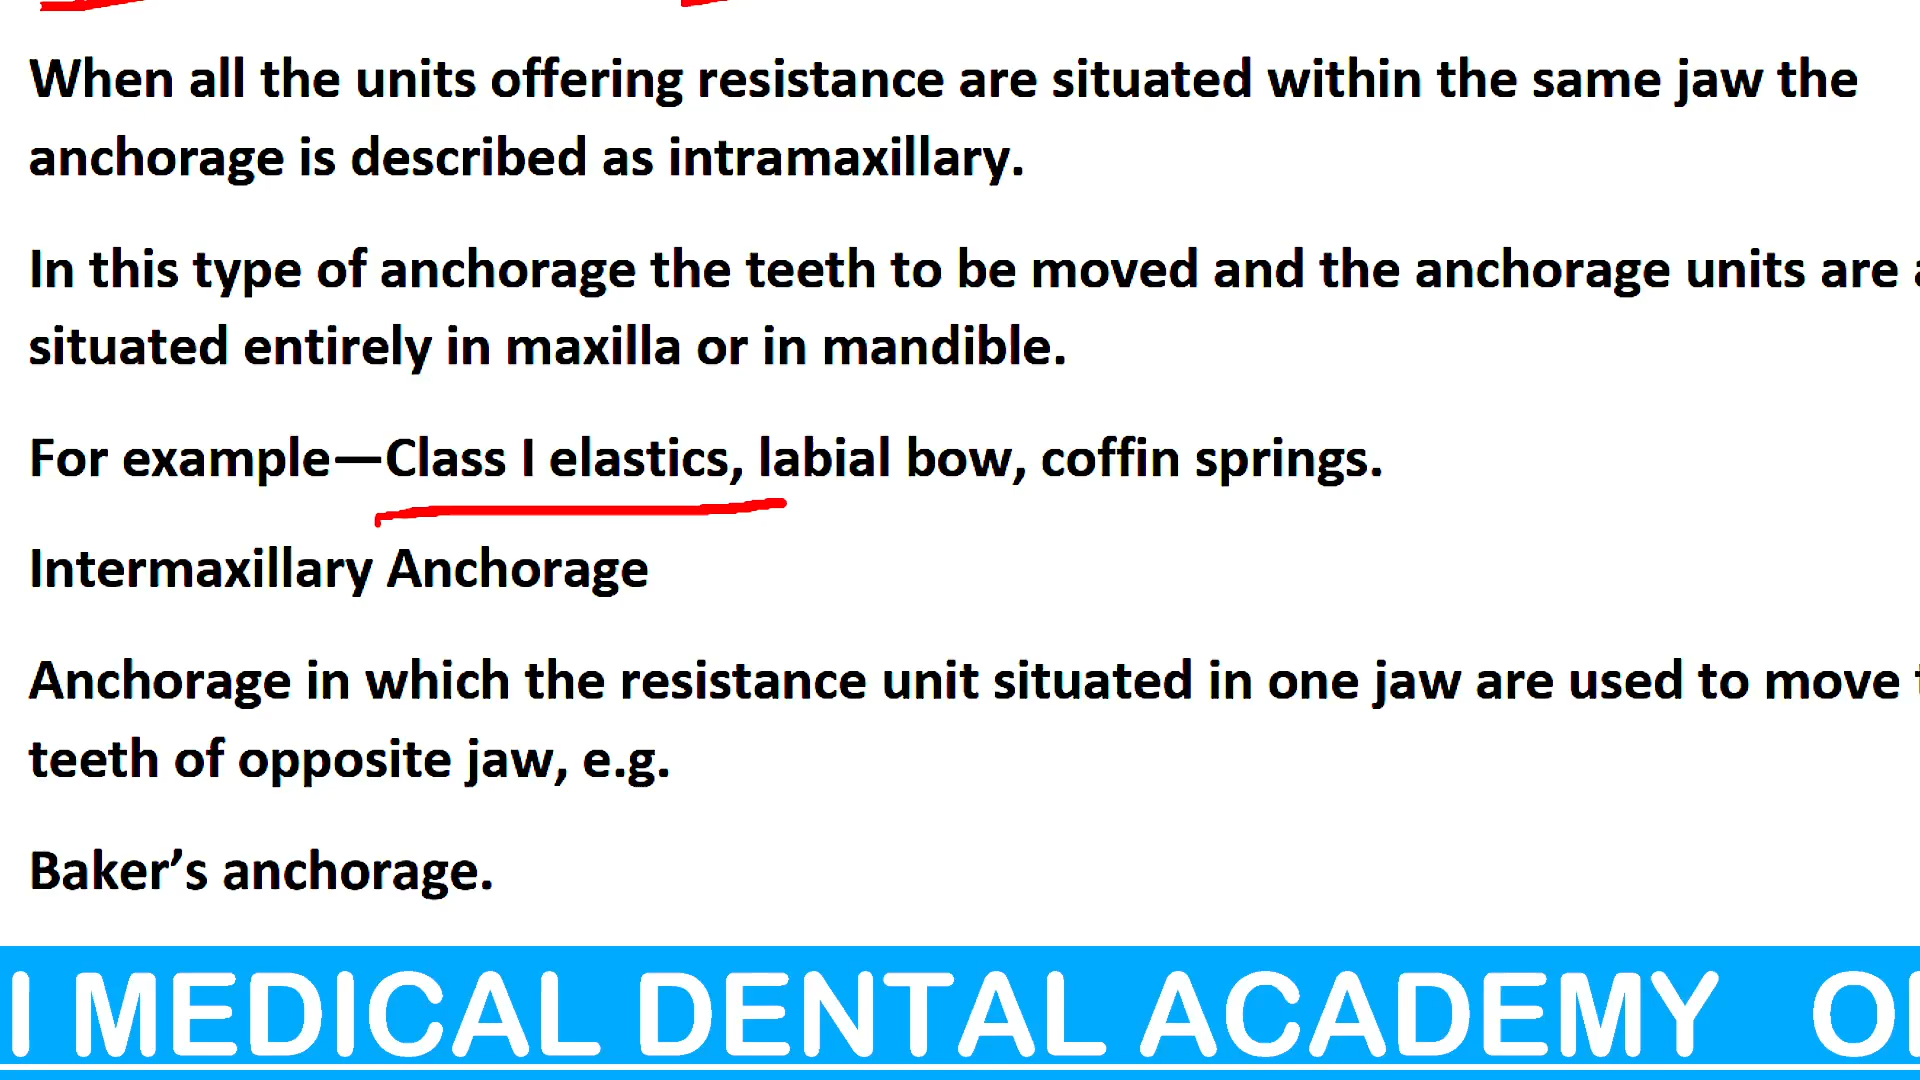 When all the units offering resistance are situated within the same jaw the
anchorage is described as intramaxillary.
In this type of anchorage the teeth to be moved and the anchorage units are
situated entirely in maxilla or in mandible.
For example—Class I elastics, labial bow, coffin springs.
Intermaxillary Anchorage
Anchorage in which the resistance unit situated in one jaw are used to move
teeth of opposite jaw, e.g.
Baker’s anchorage.
I MEDICAL DENTAL ACADEMY